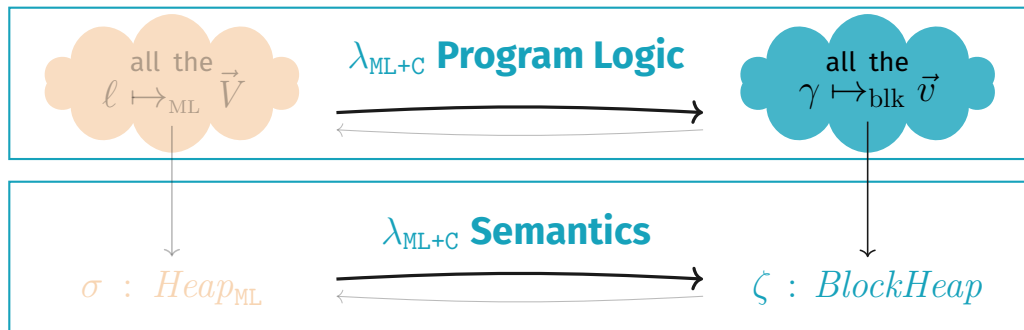 all the
ℓ ↦ML V⃗
λML+C Program Logic
all the
γ ↦blk v⃗
λML+C Semantics
σ : HeapML
ζ : BlockHeap